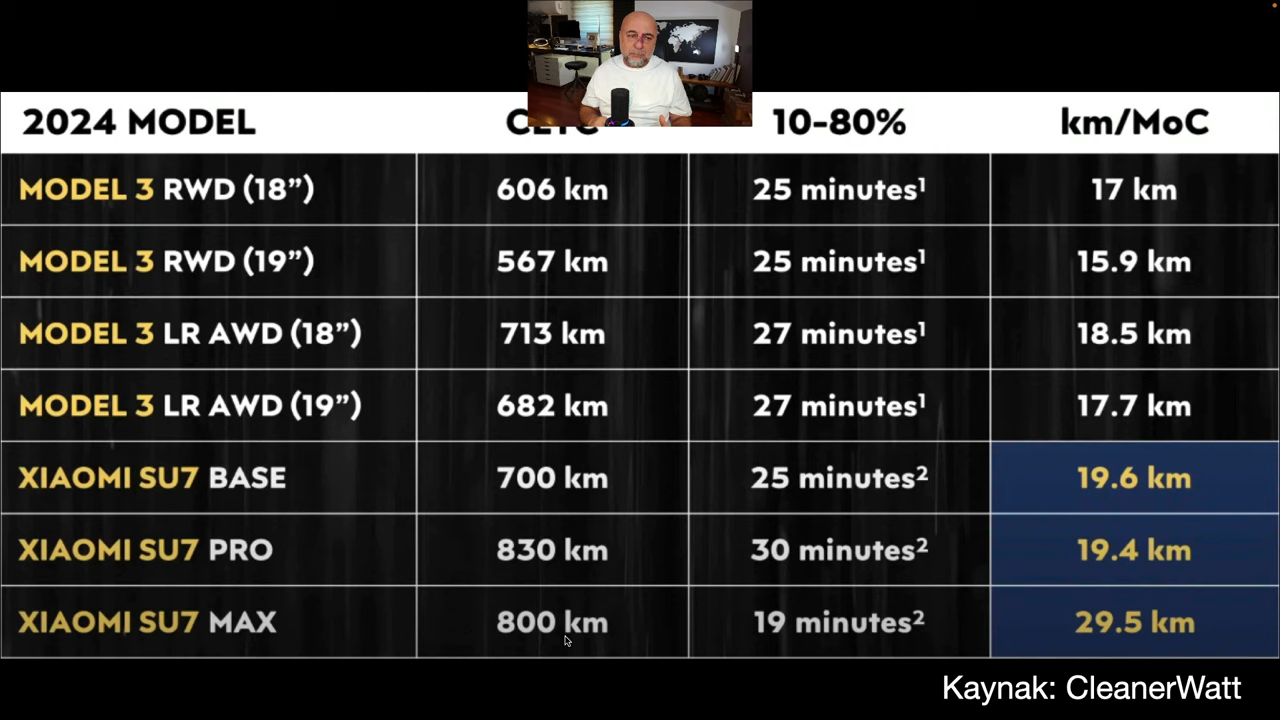 2024 MODEL CLTC 10-80% km/MoC
MODEL 3 RWD (18”) 606 km 25 minutes¹ 17 km
MODEL 3 RWD (19”) 567 km 25 minutes¹ 15.9 km
MODEL 3 LR AWD (18”) 713 km 27 minutes¹ 18.5 km
MODEL 3 LR AWD (19”) 682 km 27 minutes¹ 17.7 km
XIAOMI SU7 BASE 700 km 25 minutes² 19.6 km
XIAOMI SU7 PRO 830 km 30 minutes² 19.4 km
XIAOMI SU7 MAX 800 km 19 minutes² 29.5 km
Kaynak: CleanerWatt